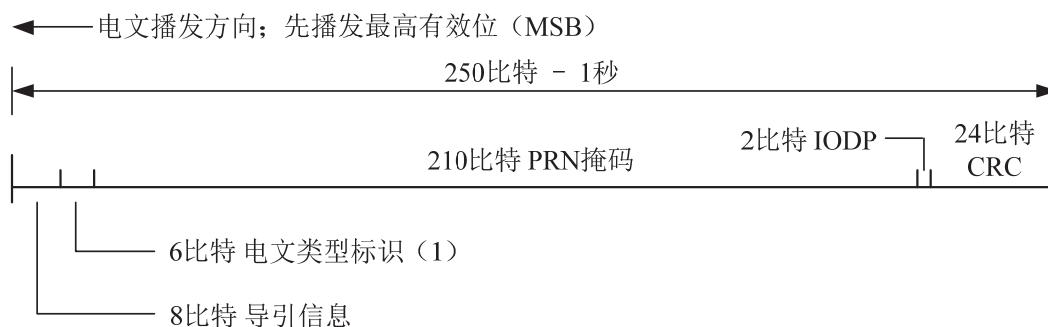 电文播发方向；先播发最高有效位（MSB）
250比特 － 1秒
210比特 PRN掩码
2比特 IODP
24比特
CRC
6比特 电文类型标识（1）
8比特 导引信息